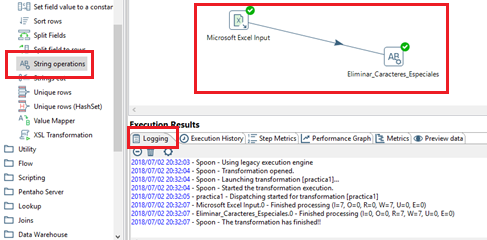 Set field value to a constar
Sort rows
Split Fields
Split field to rows
String operations
Strings cut
Unique rows
Unique rows (HashSet)
Value Mapper
XSL Transformation
Utility
Flow
Scripting
Pentaho Server
Lookup
Joins
Data Warehouse
Microsoft Excel Input
Eliminar_Caracteres_Especiales
Execution Results
Logging
Execution History
Step Metrics
Performance Graph
Metrics
Preview data
2018/07/02 20:32:03 - Spoon - Using legacy execution engine
2018/07/02 20:32:03 - Spoon - Transformation opened.
2018/07/02 20:32:04 - Spoon - Launching transformation [practica1]...
2018/07/02 20:32:04 - Spoon - Started the transformation execution.
2018/07/02 20:32:05 - practica1 - Dispatching started for transformation [practica1]
2018/07/02 20:32:07 - Microsoft Excel Input.0 - Finished processing (I=7, O=0, R=0, W=7, U=0, E=0)
2018/07/02 20:32:07 - Eliminar_Caracteres_Especiales.0 - Finished processing (I=0, O=0, R=7, W=7, U=0, E=0)
2018/07/02 20:32:07 - Spoon - The transformation has finished!!